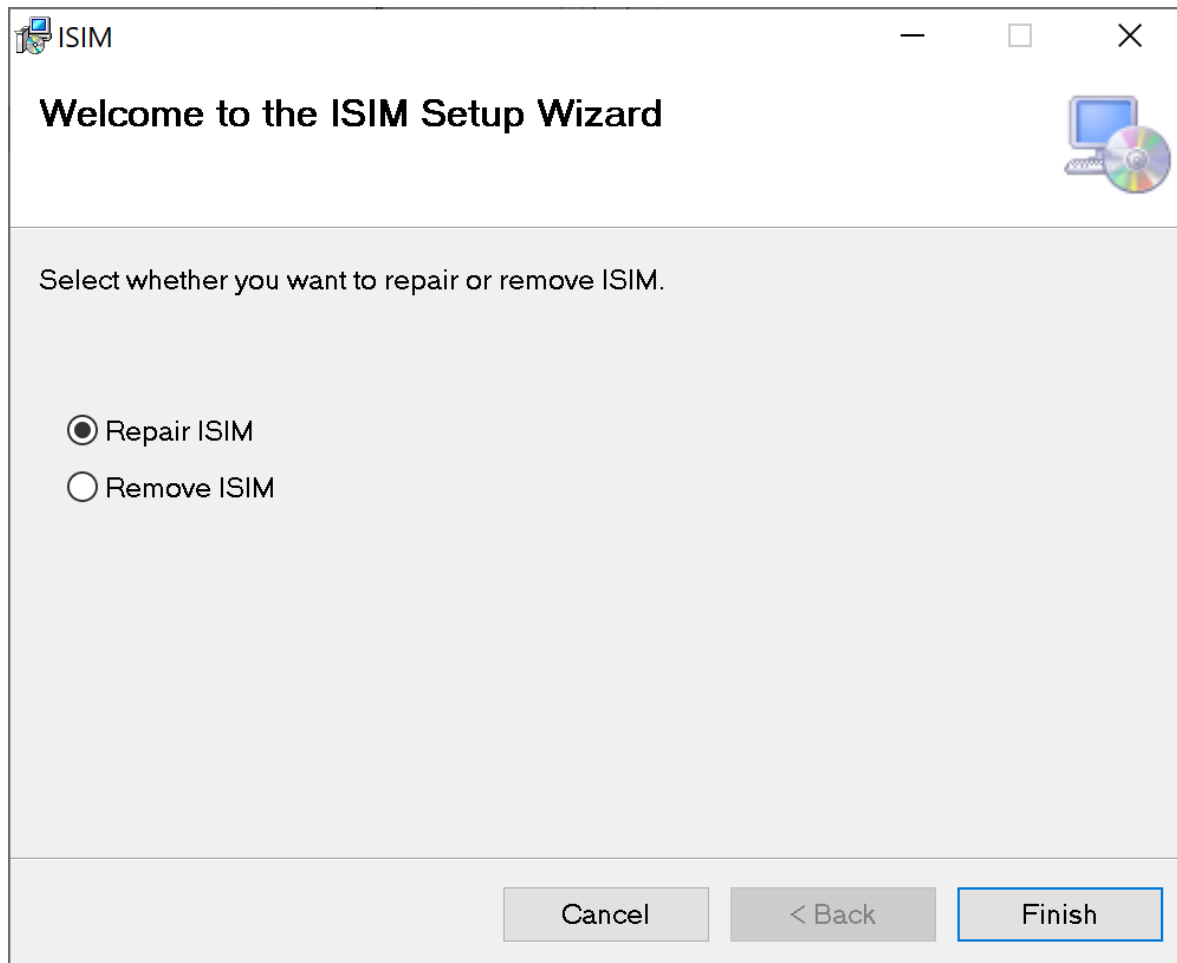 ISIM
Welcome to the ISIM Setup Wizard
Select whether you want to repair or remove ISIM.
Repair ISIM
Remove ISIM
Cancel
< Back
Finish